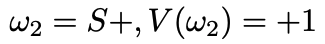 ω₂ = S+, V(ω₂) = +1